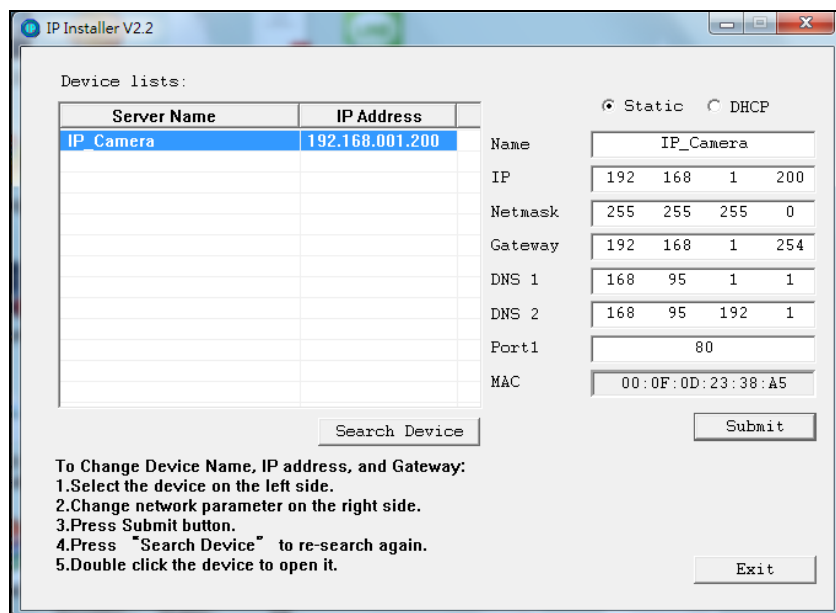 IP Installer V2.2
Device lists:
Server Name IP Address
IP_Camera 192.168.001.200
Static DHCP
Name IP_Camera
IP 192 168 1 200
Netmask 255 255 255 0
Gateway 192 168 1 254
DNS 1 168 95 1 1
DNS 2 168 95 192 1
Port1 80
MAC 00:0F:0D:23:38:A5
Search Device
Submit
To Change Device Name, IP address, and Gateway:
1.Select the device on the left side.
2.Change network parameter on the right side.
3.Press Submit button.
4.Press "Search Device" to re-search again.
5.Double click the device to open it.
Exit